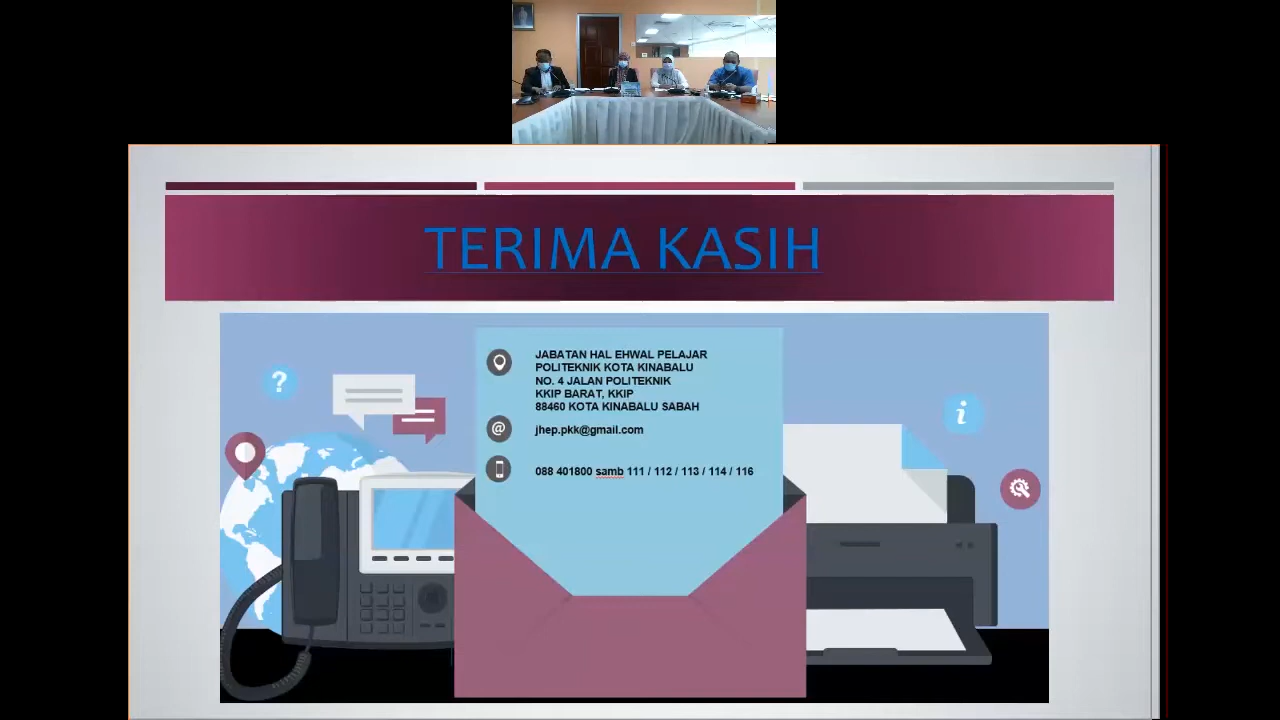 TERIMA KASIH
JABATAN HAL EHWAL PELAJAR
POLITEKNIK KOTA KINABALU
NO. 4 JALAN POLITEKNIK
KKIP BARAT, KKIP
88460 KOTA KINABALU SABAH
@
jhep.pkk@gmail.com
088 401800 samb 111 / 112 / 113 / 114 / 116
?
i